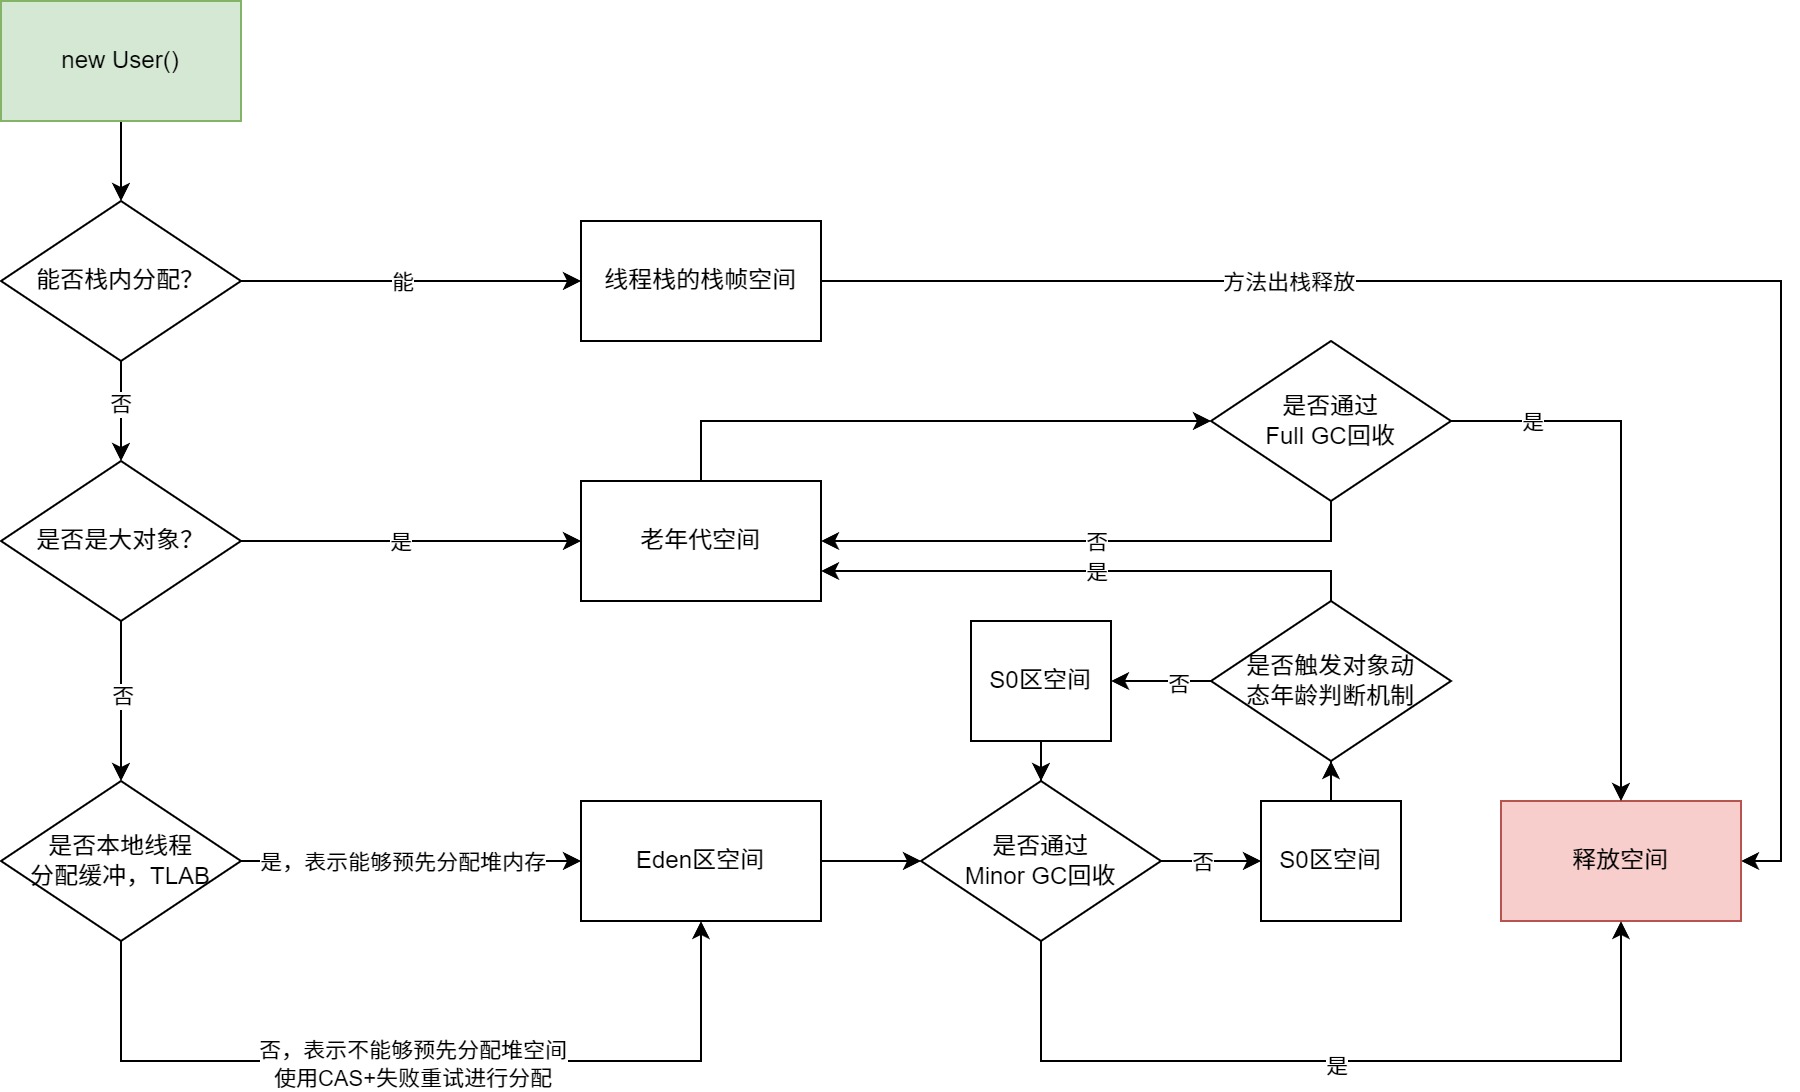 new User()
能否栈内分配？
能
线程栈的栈帧空间
方法出栈释放
否
是否通过
Full GC回收
是
是否是大对象？
是
老年代空间
否
是
否
S0区空间
否
是否触发对象动
态年龄判断机制
是否本地线程
分配缓冲，TLAB
是，表示能够预先分配堆内存
Eden区空间
是否通过
Minor GC回收
否
S0区空间
释放空间
否，表示不能够预先分配堆空间
使用CAS+失败重试进行分配
是